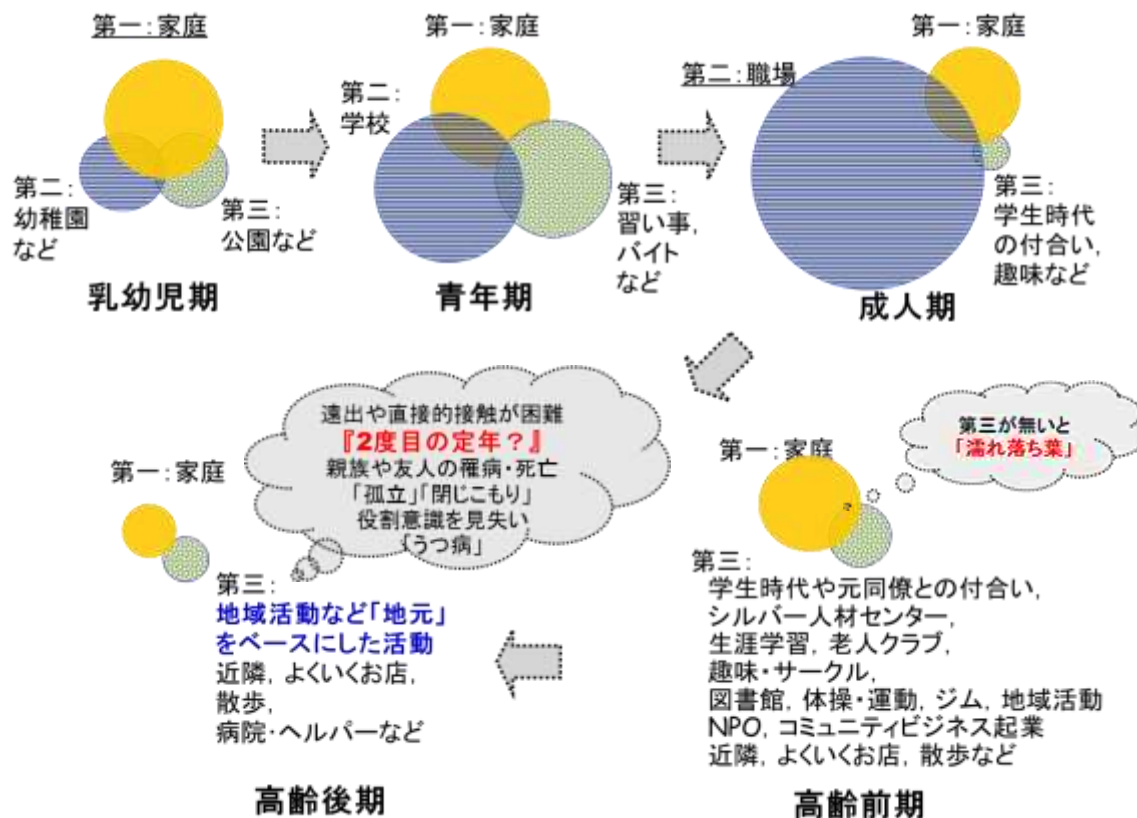 第一：家庭
第二：
幼稚園
など
第三：
公園など
乳幼児期
第一：家庭
第二：
学校
第三：
習い事，
バイト
など
青年期
第一：家庭
第二：職場
第三：
学生時代
の付合い，
趣味など
成人期
第三が無いと
「濡れ落ち葉」
第一：家庭
第三：
学生時代や元同僚との付合い，
シルバー人材センター，
生涯学習，老人クラブ，
趣味・サークル，
図書館，体操・運動，ジム，地域活動
NPO，コミュニティビジネス起業
近隣，よくいくお店，散歩など
高齢前期
遠出や直接的接触が困難
『2度目の定年？』
親族や友人の罹病・死亡
「孤立」「閉じこもり」
役割意識を見失い
「うつ病」
第一：家庭
第三：
地域活動など「地元」
をベースにした活動
近隣，よくいくお店，
散歩，
病院・ヘルパーなど
高齢後期